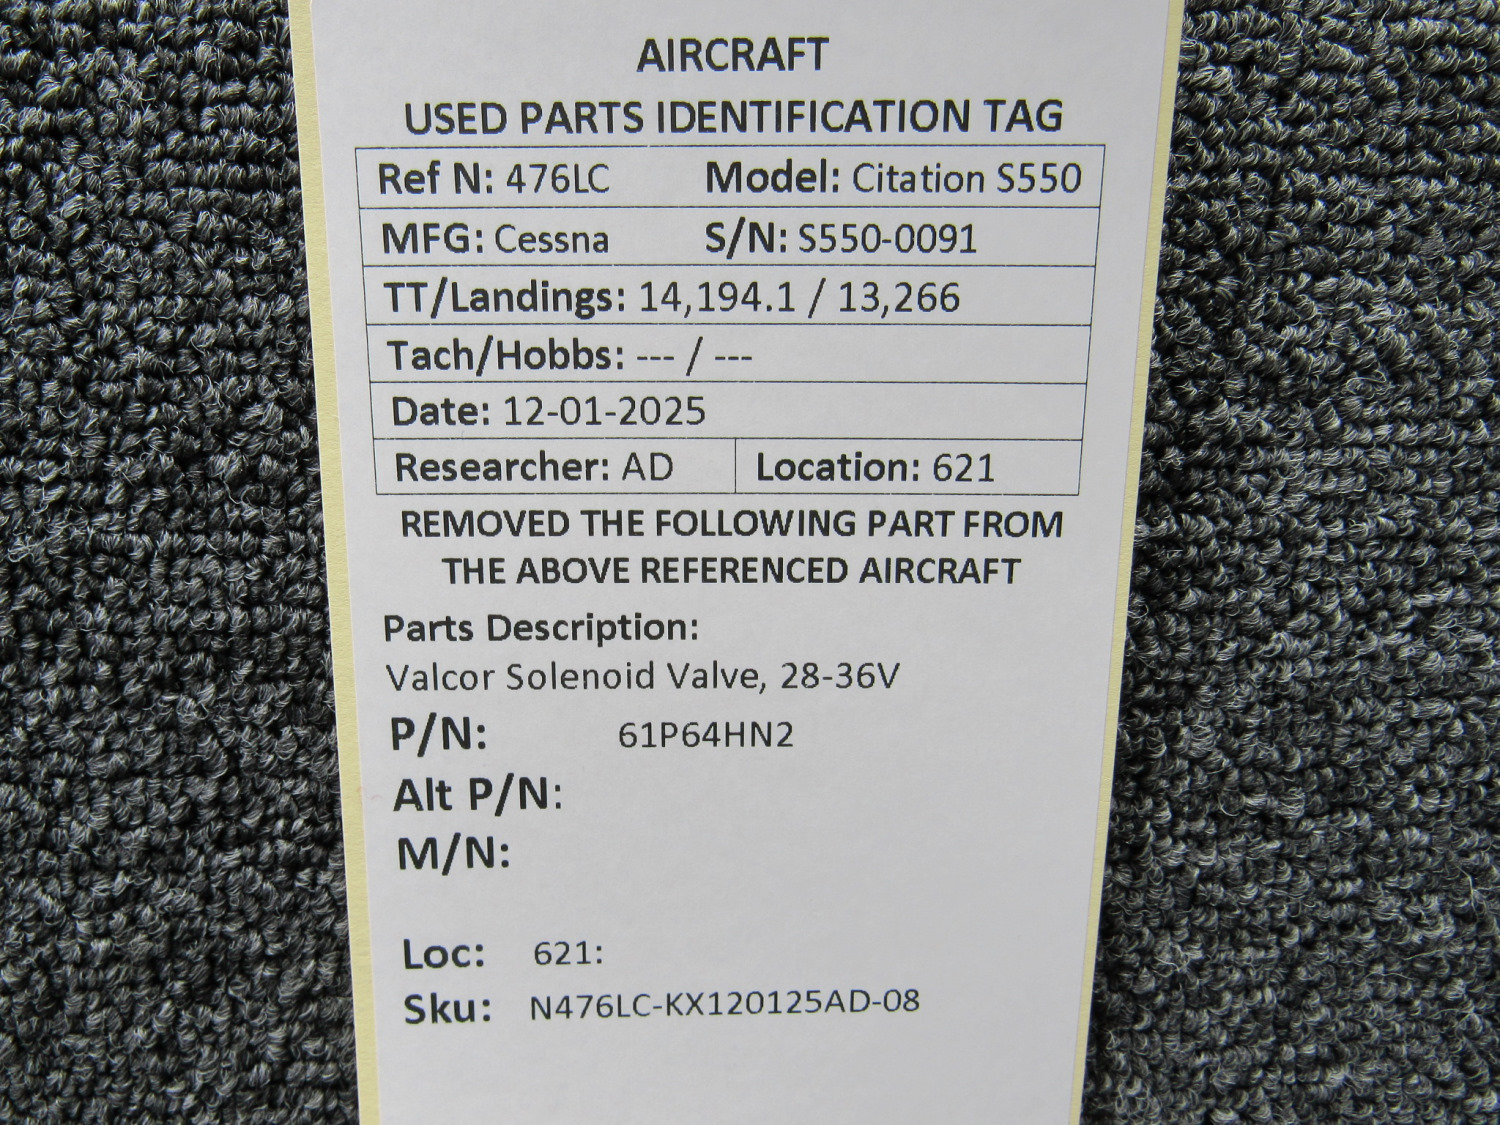 AIRCRAFT
USED PARTS IDENTIFICATION TAG
Ref N: 476LC Model: Citation S550
MFG: Cessna S/N: S550-0091
TT/Landings: 14,194.1 / 13,266
Tach/Hobbs: --- / ---
Date: 12-01-2025
Researcher: AD Location: 621
REMOVED THE FOLLOWING PART FROM
THE ABOVE REFERENCED AIRCRAFT
Parts Description:
Valcor Solenoid Valve, 28-36V
P/N: 61P64HN2
Alt P/N:
M/N:
Loc: 621:
Sku: N476LC-KX120125AD-08